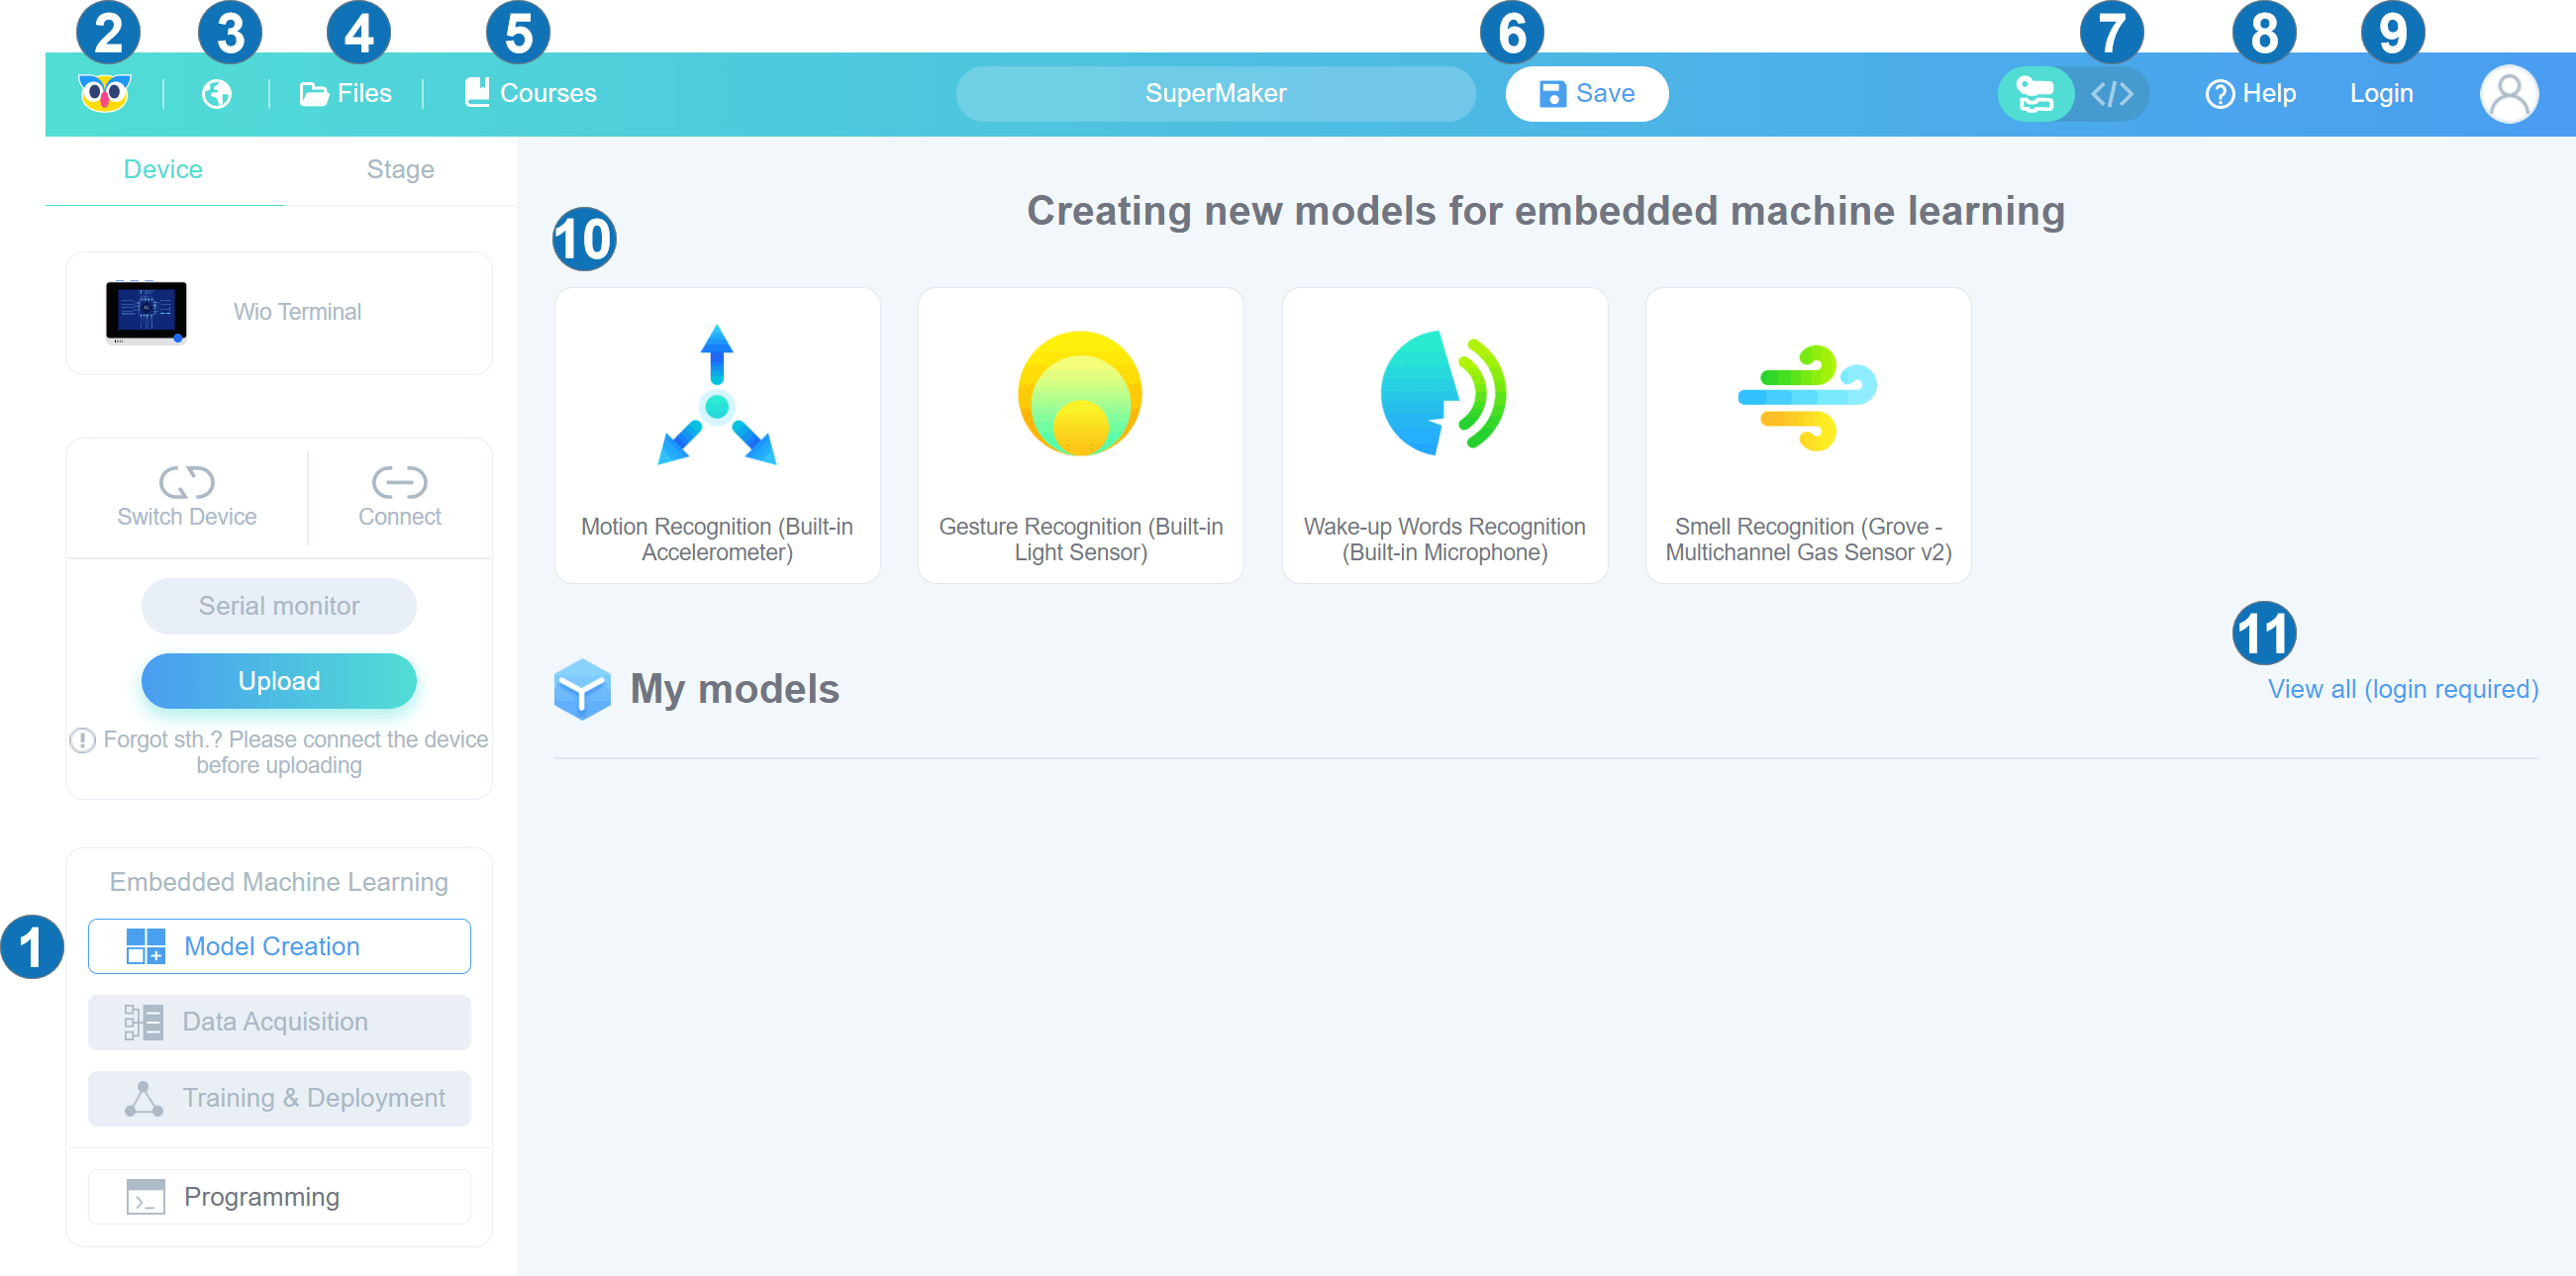 2 3 4 5 6 7 8 9
Files Courses SuperMaker Save </> ? Help Login
Device Stage
Creating new models for embedded machine learning
10
Wio Terminal
Switch Device Connect
Serial monitor
Upload
! Forgot sth.? Please connect the device
before uploading
Motion Recognition (Built-in
Accelerometer)
Gesture Recognition (Built-in
Light Sensor)
Wake-up Words Recognition
(Built-in Microphone)
Smell Recognition (Grove -
Multichannel Gas Sensor v2)
11
My models View all (login required)
Embedded Machine Learning
1 Model Creation
Data Acquisition
Training & Deployment
Programming